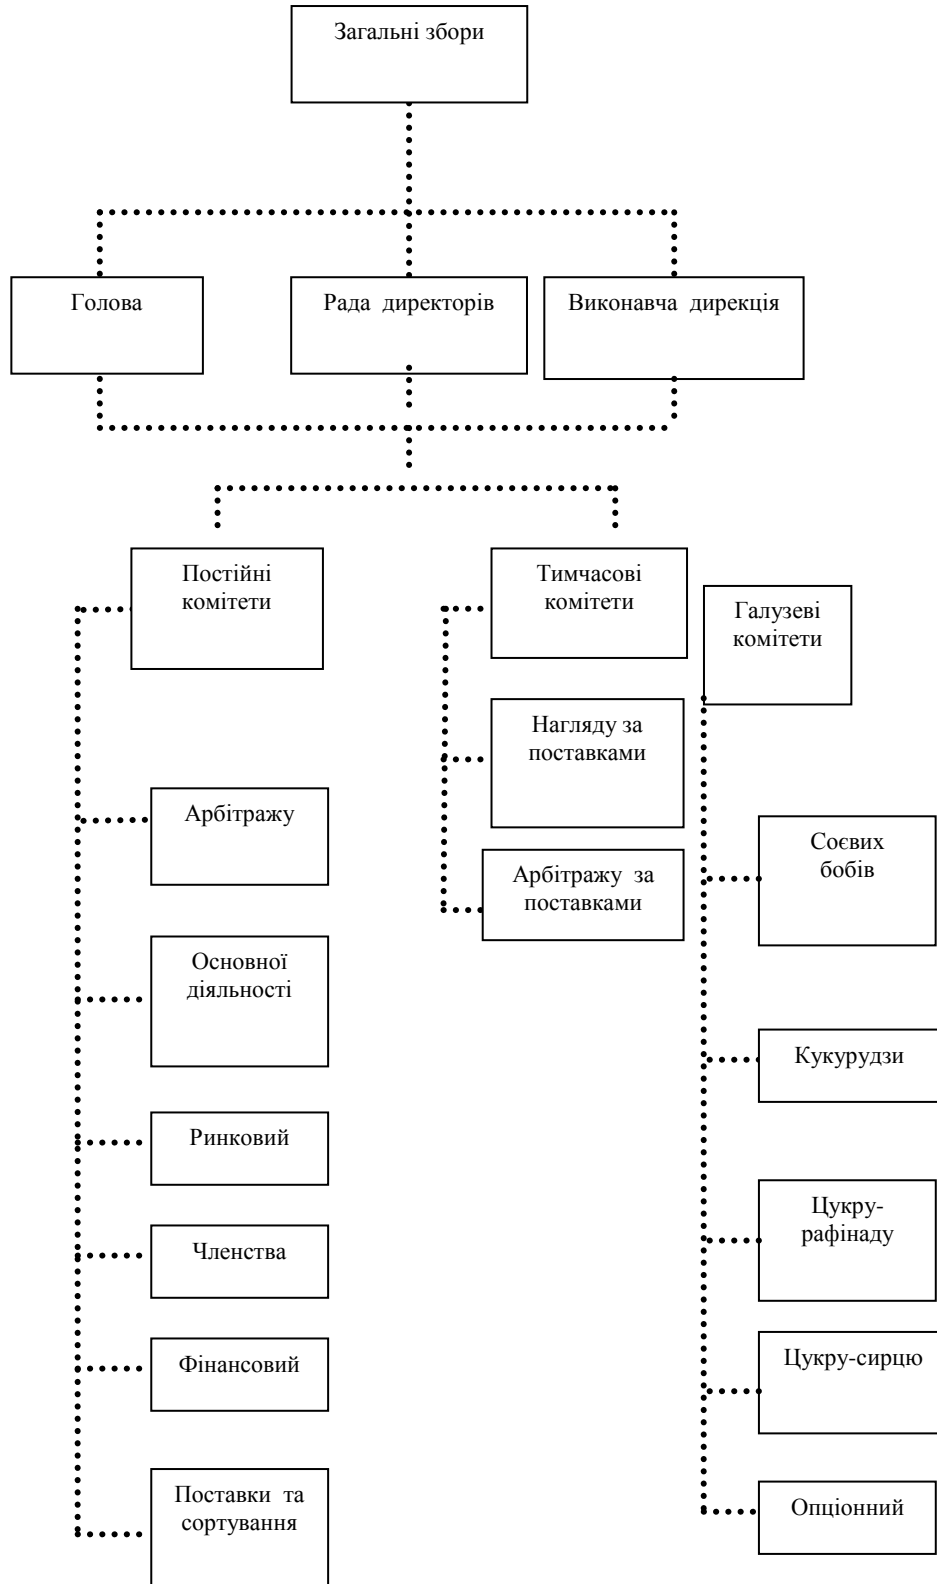 Загальні збори
Голова
Рада директорів
Виконавча дирекція
Постійні
комітети
Тимчасові
комітети
Галузеві
комітети
Арбітражу
Основної
діяльності
Ринковий
Членства
Фінансовий
Поставки та
сортування
Нагляду за
поставками
Арбітражу за
поставками
Соєвих
бобів
Кукурудзи
Цукру-
рафінаду
Цукру-сирцю
Опціонний